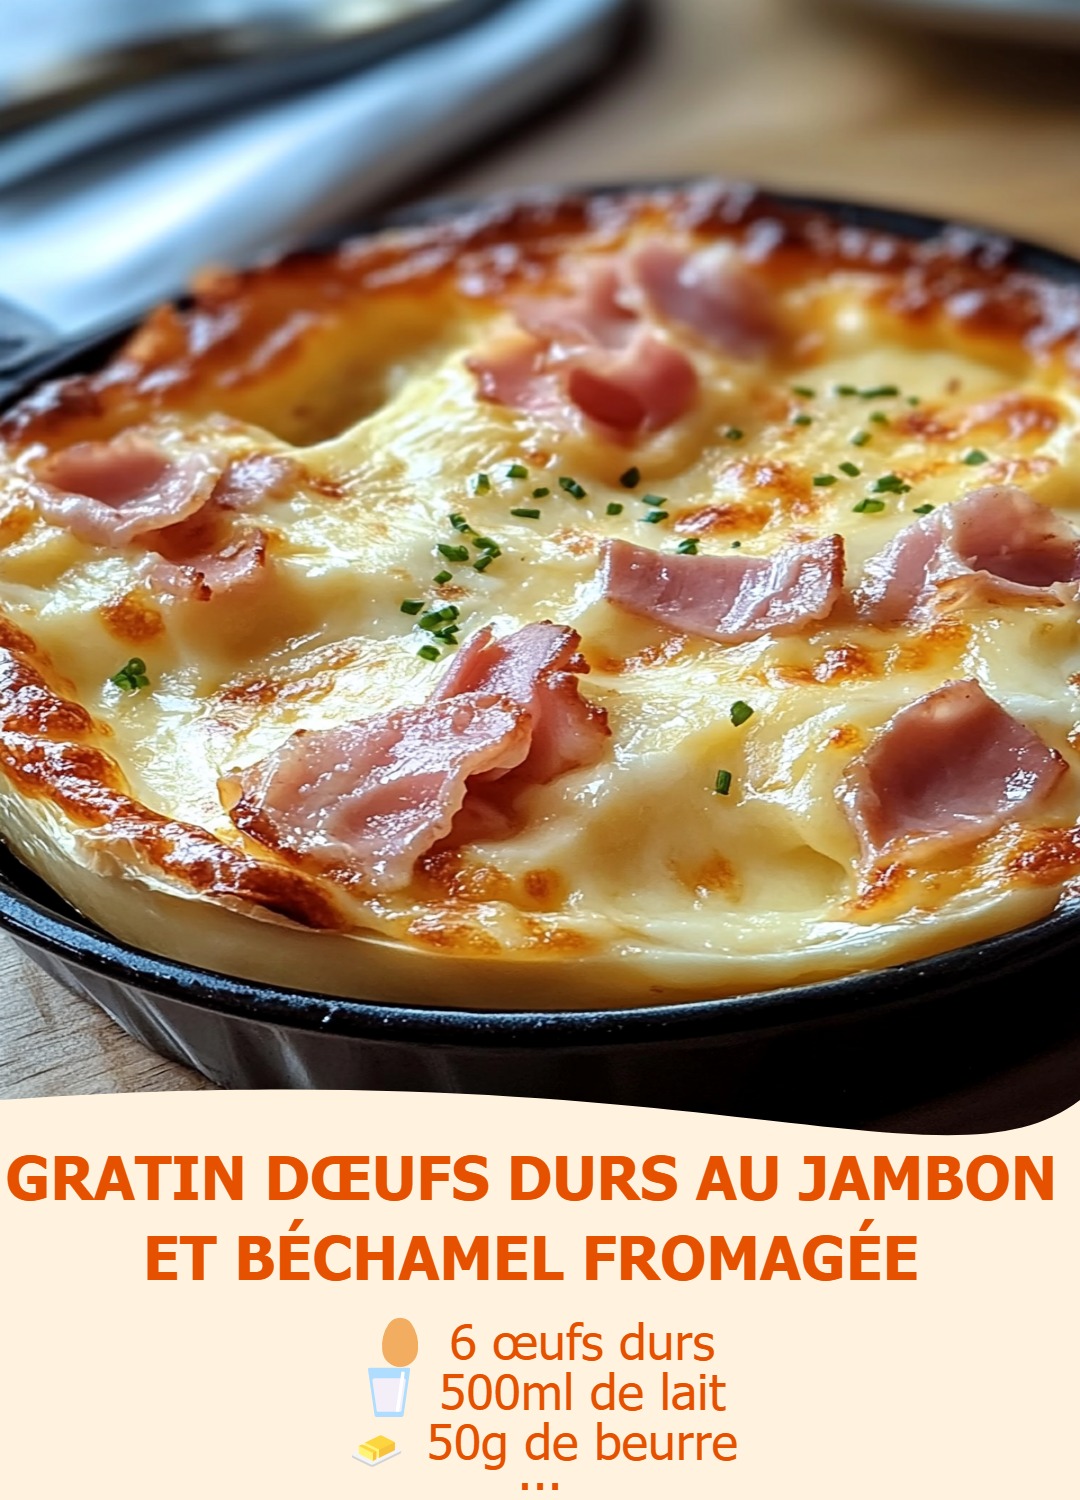 GRATIN DŒUFS DURS AU JAMBON
ET BÉCHAMEL FROMAGÉE
6 œufs durs
500ml de lait
50g de beurre
...